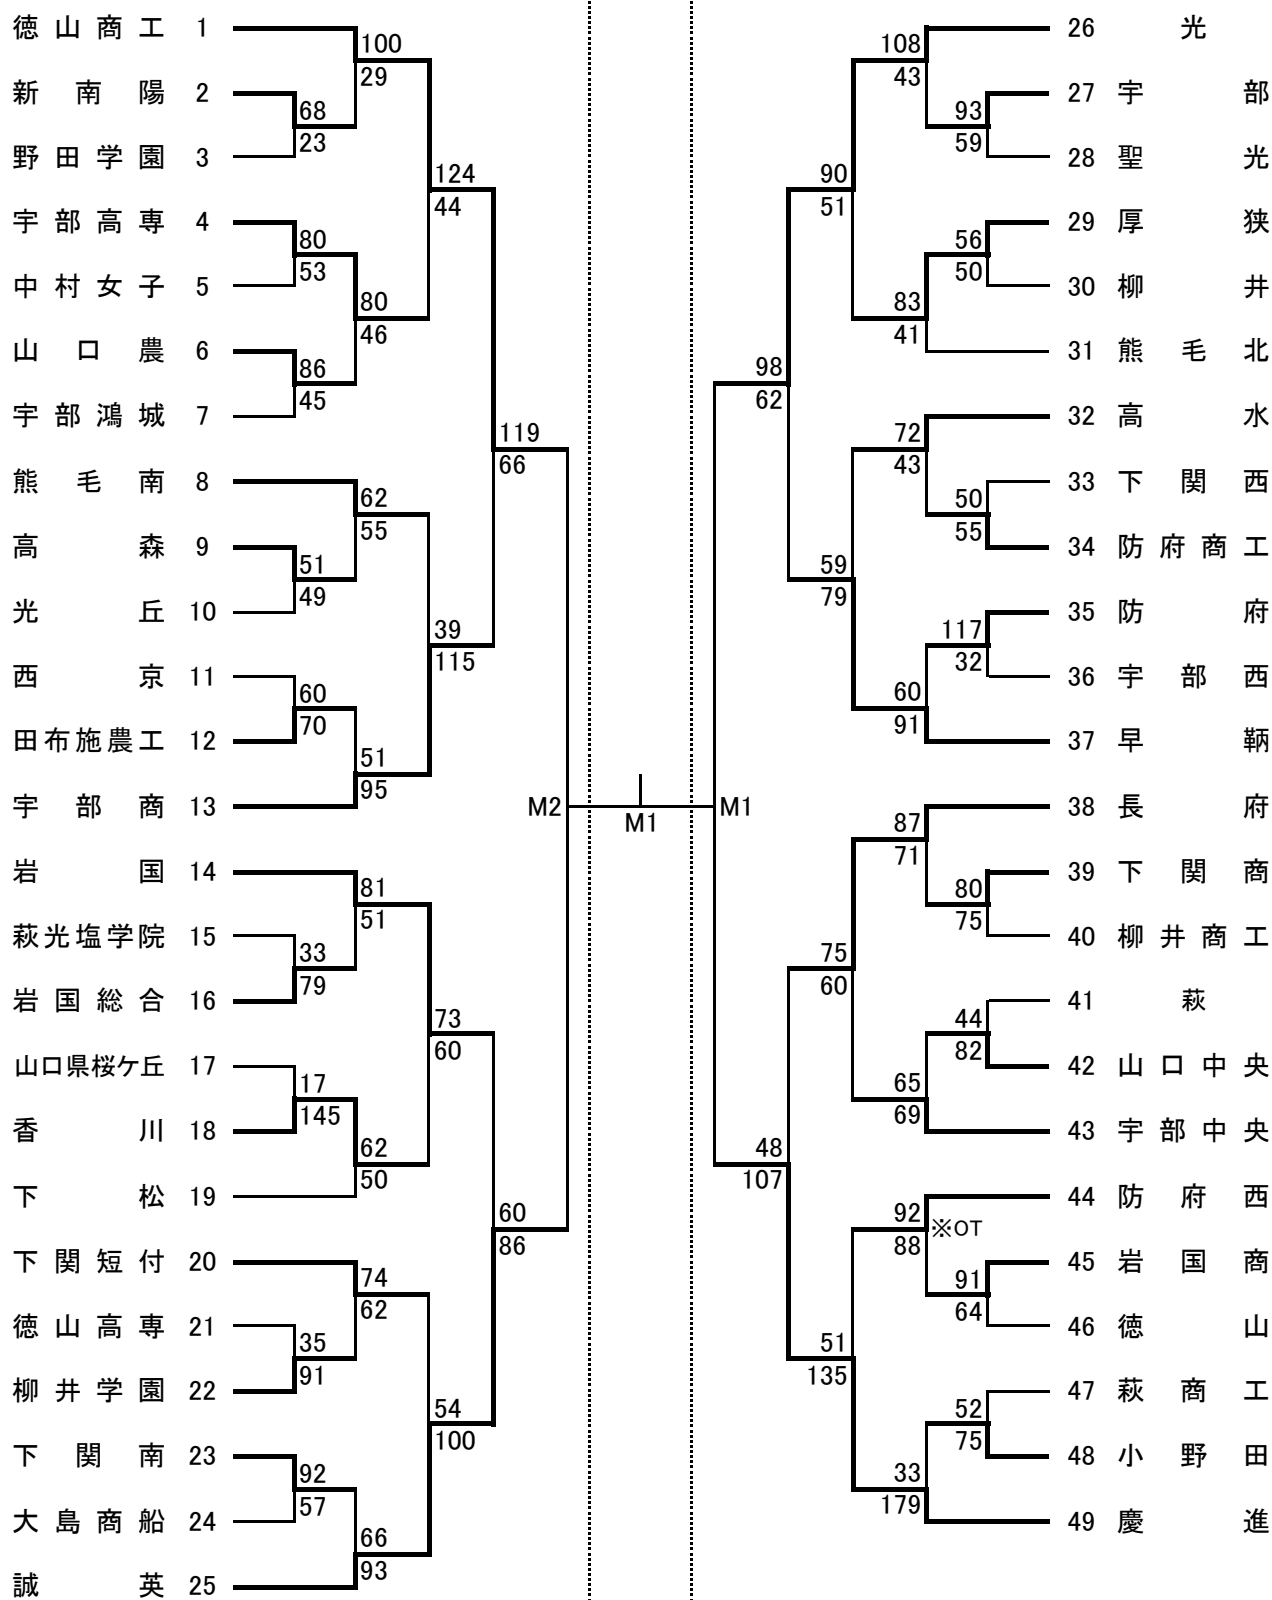 徳山商工 1
100
29
新南陽 2
68
23
野田学園 3
124
44
宇部高専 4
80
53
中村女子 5
80
46
山口農 6
86
45
宇部鴻城 7
119
66
熊毛南 8
62
55
高森 9
51
49
光丘 10
39
115
西京 11
60
70
田布施農工 12
51
95
宇部商 13
M2
岩国 14
81
51
萩光塩学院 15
33
79
岩国総合 16
73
60
山口県桜ケ丘 17
17
145
香川 18
62
50
下松 19
60
86
下関短付 20
74
62
徳山高専 21
35
91
柳井学園 22
54
100
下関南 23
92
57
大島商船 24
66
93
誠英 25
M1
26 光
108
43
27 宇部
93
59
28 聖光
90
51
29 厚狭
56
50
30 柳井
83
41
31 熊毛北
98
62
32 高水
72
43
33 下関西
50
55
34 防府商工
59
79
35 防府
117
32
36 宇部西
60
91
37 早鞆
M1
38 長府
87
71
39 下関商
80
75
40 柳井商工
75
60
41 萩
44
82
42 山口中央
65
69
43 宇部中央
48
107
44 防府西
92
88
※OT
45 岩国商
91
64
46 徳山
51
135
47 萩商工
52
75
48 小野田
33
179
49 慶進